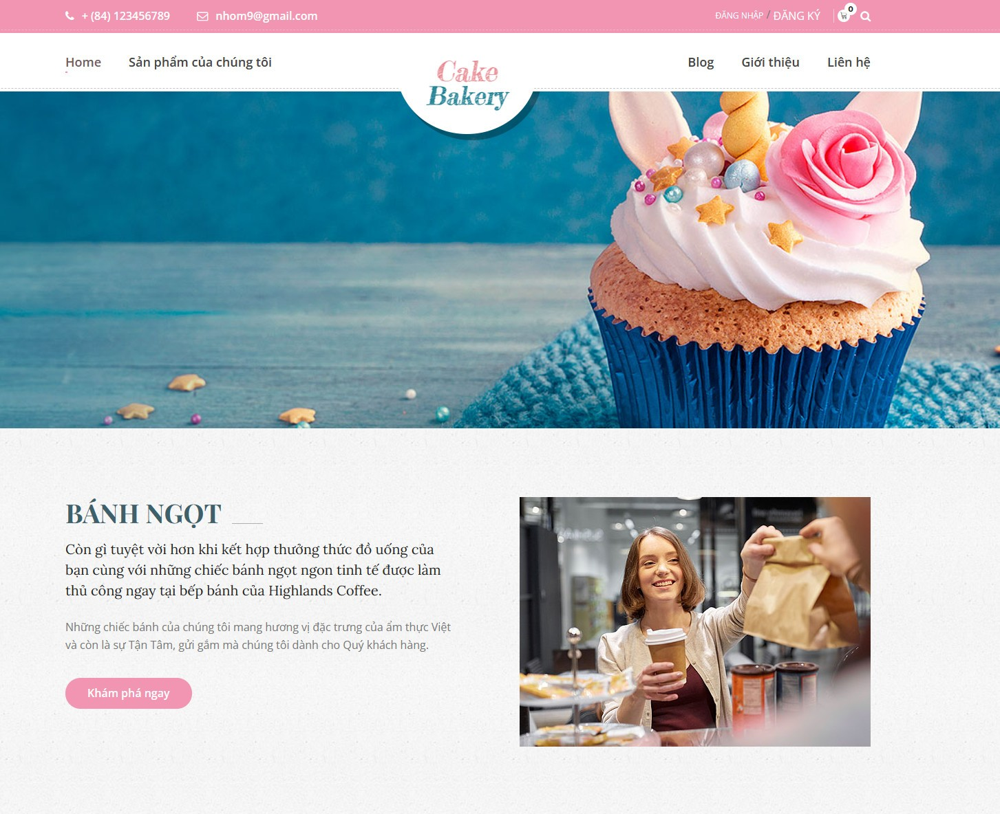 + (84) 123456789
nhom9@gmail.com
ĐĂNG NHẬP / ĐĂNG KÝ
0
Home
Sản phẩm của chúng tôi
Cake
Bakery
Blog
Giới thiệu
Liên hệ
BÁNH NGỌT
Còn gì tuyệt vời hơn khi kết hợp thưởng thức đồ uống của
bạn cùng với những chiếc bánh ngọt ngon tinh tế được làm
thủ công ngay tại bếp bánh của Highlands Coffee.
Những chiếc bánh của chúng tôi mang hương vị đặc trưng của ẩm thực Việt
và còn là sự Tận Tâm, gửi gắm mà chúng tôi dành cho Quý khách hàng.
Khám phá ngay